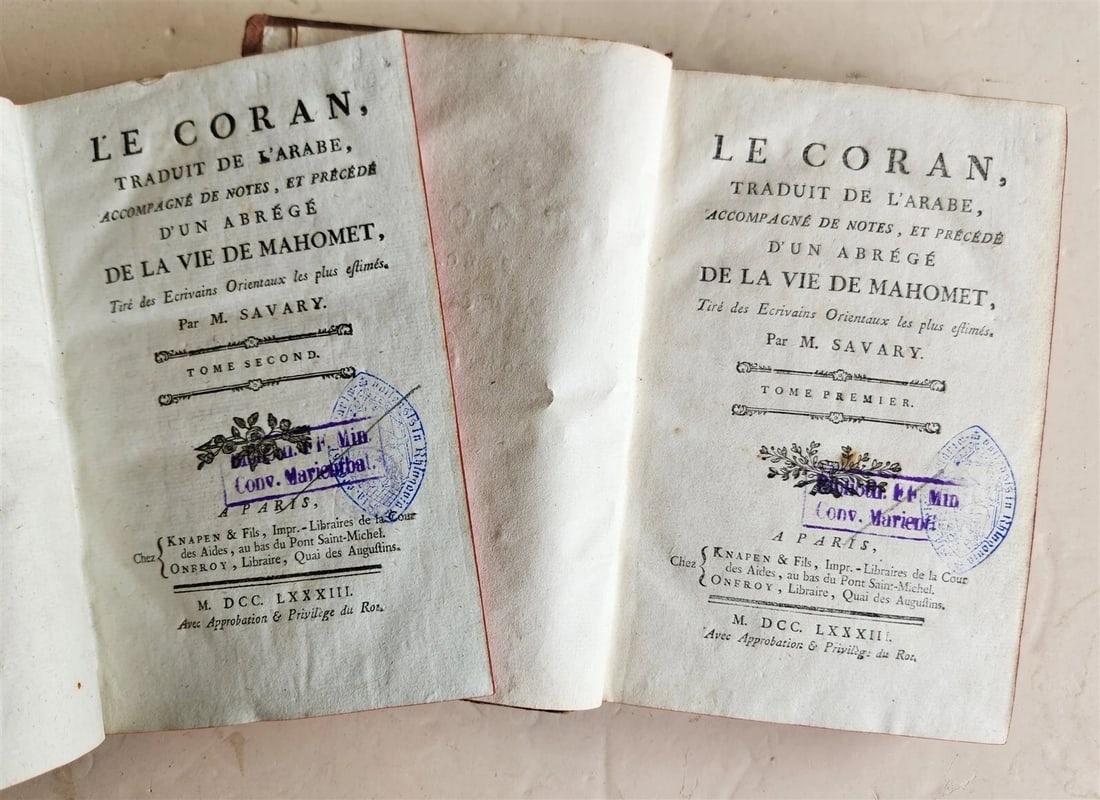 LE CORAN,
TRADUIT DE L'ARABE,
ACCOMPAGNÉ DE NOTES, ET PRÉCÉDÉ
D'UN ABRÉGÉ
DE LA VIE DE MAHOMET,
Tiré des Ecrivains Orientaux les plus eſtimés.
Par M. SAVARY.
TOME SECOND.
F. Min.
Conv. Marienthal.
A PARIS,
Chez
KNAPEN & Fils, Impr.-Libraires de la Cour
des Aides, au bas du Pont Saint-Michel.
ONFROY, Libraire, Quai des Auguſtins.
M. DCC. LXXXIII.
Avec Approbation & Privilège du Roi.
LE CORAN,
TRADUIT DE L'ARABE,
ACCOMPAGNÉ DE NOTES, ET PRÉCÉDÉ
D'UN ABRÉGÉ
DE LA VIE DE MAHOMET,
Tiré des Ecrivains Orientaux les plus eſtimés.
Par M. SAVARY.
TOME PREMIER.
F.F. Min.
Conv.
A PARIS,
Chez
KNAPEN & Fils, Impr.-Libraires de la Cour
des Aides, au bas du Pont Saint-Michel.
ONFROY, Libraire, Quai des Auguſtins.
M. DCC. LXXXIII.
Avec Approbation & Privilège du Roi.